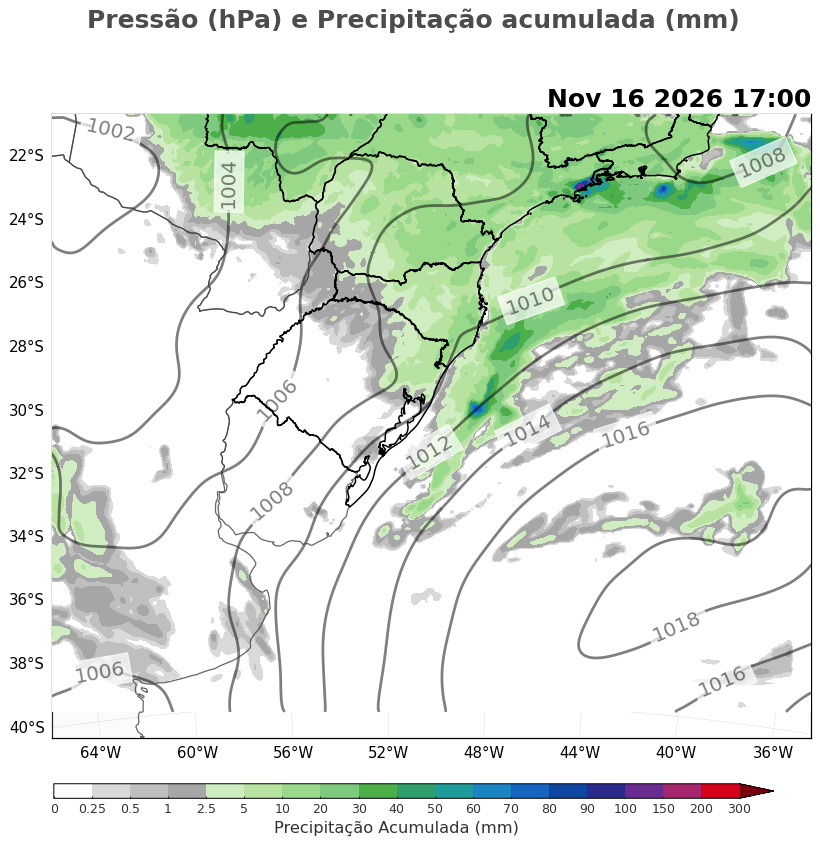 Pressão (hPa) e Precipitação acumulada (mm)
Nov 16 2026 17:00
1002
1008
1004
1010
1006
1012
1014
1016
1008
1018
1006
1016
22°S
24°S
26°S
28°S
30°S
32°S
34°S
36°S
38°S
40°S
64°W 60°W 56°W 52°W 48°W 44°W 40°W 36°W
0 0.25 0.5 1 2.5 5 10 20 30 40 50 60 70 80 90 100 150 200 300
Precipitação Acumulada (mm)